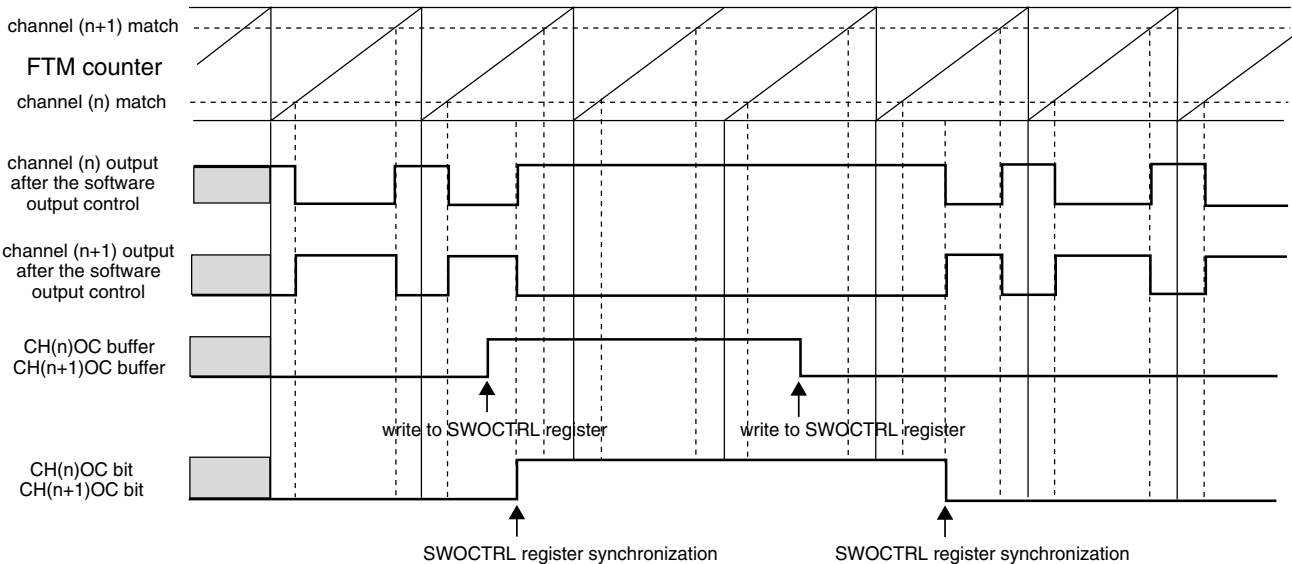 channel (n+1) match
FTM counter
channel (n) match
channel (n) output
after the software
output control
channel (n+1) output
after the software
output control
CH(n)OC buffer
CH(n+1)OC buffer
write to SWOCTRL register
write to SWOCTRL register
CH(n)OC bit
CH(n+1)OC bit
SWOCTRL register synchronization
SWOCTRL register synchronization